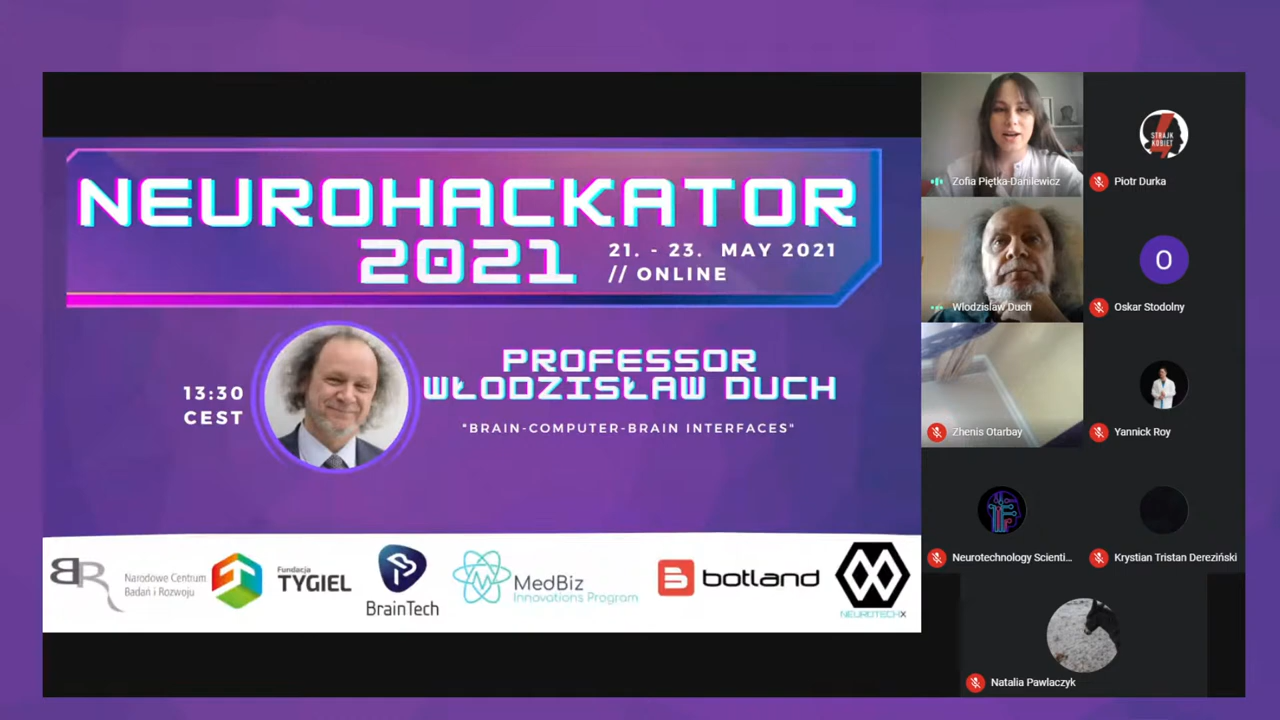 NEUROHACKATOR
2021
21. - 23. MAY 2021
// ONLINE
13:30
CEST
PROFESSOR
WŁODZISŁAW DUCH
"BRAIN-COMPUTER-BRAIN INTERFACES"
BR
Narodowe Centrum
Badań i Rozwoju
Fundacja
TYGIEL
BrainTech
MedBiz
Innovations Program
botland
NEUROTECHX
Zofia Piętka-Danilewicz
STRAJK
KOBIET
Piotr Durka
Wlodzislaw Duch
O
Oskar Stodolny
Zhenis Otarbay
Yannick Roy
Neurotechnology Scienti...
Krystian Tristan Dereziński
Natalia Pawlaczyk